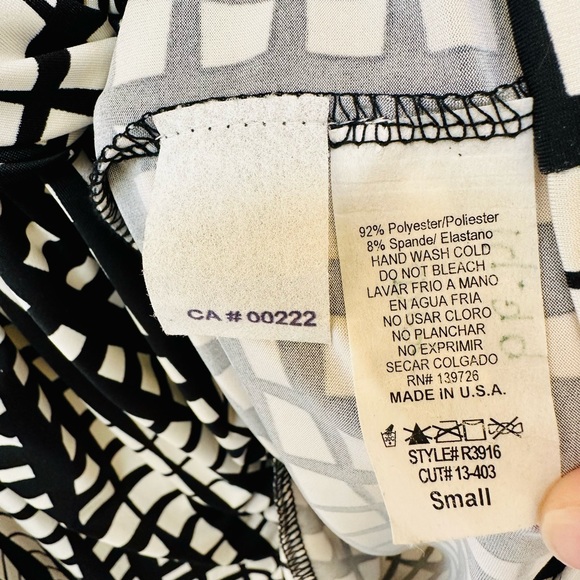 CA # 00222
92% Polyester/Poliester
8% Spande/ Elastano
HAND WASH COLD
DO NOT BLEACH
LAVAR FRIO A MANO
EN AGUA FRIA
NO USAR CLORO
NO PLANCHAR
NO EXPRIMIR
SECAR COLGADO
RN# 139726
MADE IN U.S.A.
STYLE# R3916
CUT# 13-403
Small